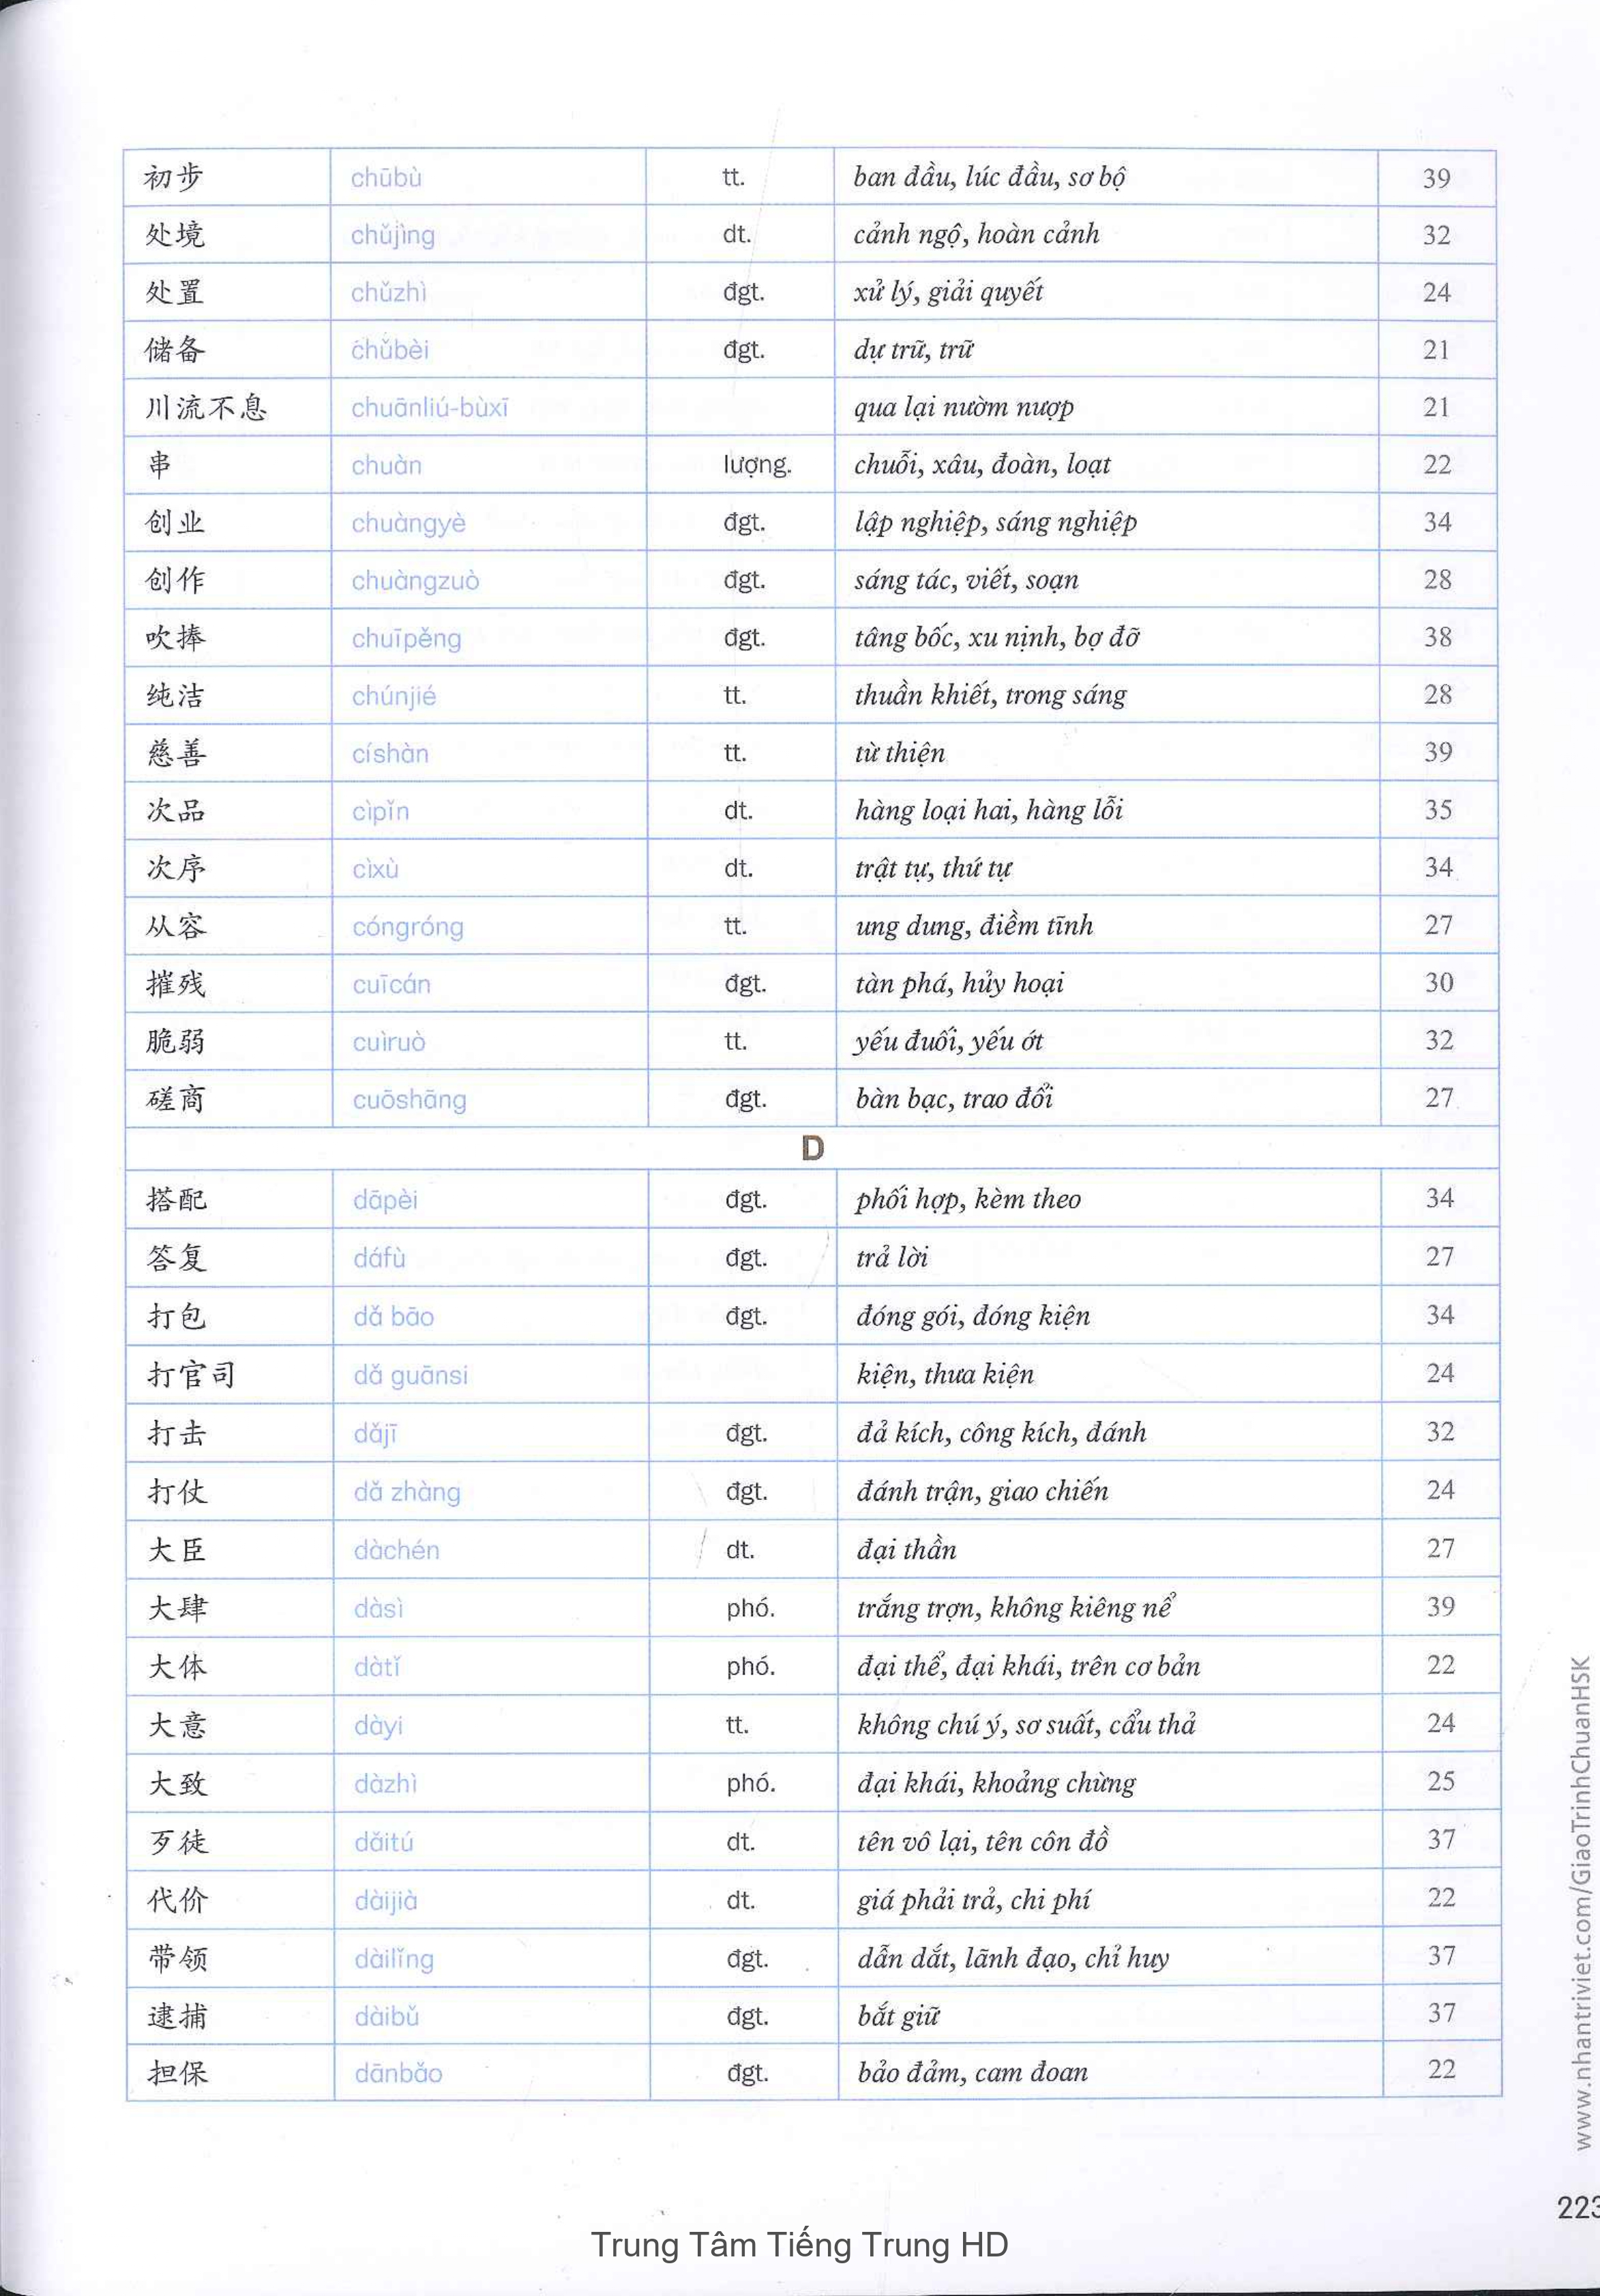 初步 chūbù tt. ban đầu, lúc đầu, sơ bộ 39
处境 chǔjìng dt. cảnh ngộ, hoàn cảnh 32
处置 chǔzhì đgt. xử lý, giải quyết 24
储备 chǔbèi đgt. dự trữ, trữ 21
川流不息 chuānliú-bùxī qua lại nườm nượp 21
串 chuàn lượng. chuỗi, xâu, đoàn, loạt 22
创业 chuàngyè đgt. lập nghiệp, sáng nghiệp 34
创作 chuàngzuò đgt. sáng tác, viết, soạn 28
吹捧 chuīpěng đgt. tâng bốc, xu nịnh, bợ đỡ 38
纯洁 chúnjié tt. thuần khiết, trong sáng 28
慈善 císhàn tt. từ thiện 39
次品 cìpǐn dt. hàng loại hai, hàng lỗi 35
次序 cìxù dt. trật tự, thứ tự 34
从容 cóngróng tt. ung dung, điềm tĩnh 27
摧残 cuīcán đgt. tàn phá, hủy hoại 30
脆弱 cuìruò tt. yếu đuối, yếu ớt 32
磋商 cuōshāng đgt. bàn bạc, trao đổi 27
D
搭配 dāpèi đgt. phối hợp, kèm theo 34
答复 dáfù đgt. trả lời 27
打包 dǎ bāo đgt. đóng gói, đóng kiện 34
打官司 dǎ guānsi kiện, thưa kiện 24
打击 dǎjī đgt. đả kích, công kích, đánh 32
打仗 dǎ zhàng đgt. đánh trận, giao chiến 24
大臣 dàchén dt. đại thần 27
大肆 dàsì phó. trắng trợn, không kiêng nể 39
大体 dàtǐ phó. đại thể, đại khái, trên cơ bản 22
大意 dàyi tt. không chú ý, sơ suất, cẩu thả 24
大致 dàzhì phó. đại khái, khoảng chừng 25
歹徒 dǎitú dt. tên vô lại, tên côn đồ 37
代价 dàijià dt. giá phải trả, chi phí 22
带领 dàilǐng đgt. dẫn dắt, lãnh đạo, chỉ huy 37
逮捕 dàibǔ đgt. bắt giữ 37
担保 dānbǎo đgt. bảo đảm, cam đoan 22
www.nhantriviet.com/GiaoTrinhChuanHSK
223
Trung Tâm Tiếng Trung HD